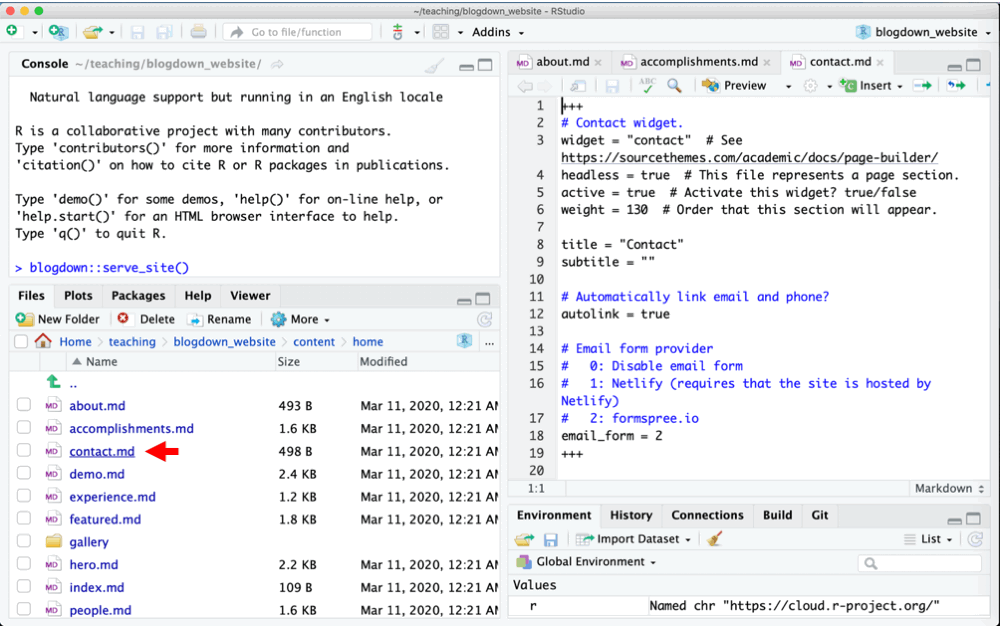 ~/teaching/blogdown_website - RStudio
Go to file/function
Addins
blogdown_website
Console ~/teaching/blogdown_website/
Natural language support but running in an English locale
R is a collaborative project with many contributors.
Type 'contributors()' for more information and
'citation()' on how to cite R or R packages in publications.
Type 'demo()' for some demos, 'help()' for on-line help, or
'help.start()' for an HTML browser interface to help.
Type 'q()' to quit R.
> blogdown::serve_site()
Files Plots Packages Help Viewer
New Folder Delete Rename More
Home teaching blogdown_website content home ...
Name Size Modified
..
MD about.md 493 B Mar 11, 2020, 12:21 AM
MD accomplishments.md 1.6 KB Mar 11, 2020, 12:21 AM
MD contact.md 498 B Mar 11, 2020, 12:21 AM
MD demo.md 2.4 KB Mar 11, 2020, 12:21 AM
MD experience.md 1.2 KB Mar 11, 2020, 12:21 AM
MD featured.md 1.8 KB Mar 11, 2020, 12:21 AM
gallery
MD hero.md 2.2 KB Mar 11, 2020, 12:21 AM
MD index.md 109 B Mar 11, 2020, 12:21 AM
MD people.md 1.6 KB Mar 11, 2020, 12:21 AM
MD about.md MD accomplishments.md MD contact.md
ABC Preview Insert
1 +++
2 # Contact widget.
3 widget = "contact" # See
https://sourcethemes.com/academic/docs/page-builder/
4 headless = true # This file represents a page section.
5 active = true # Activate this widget? true/false
6 weight = 130 # Order that this section will appear.
7
8 title = "Contact"
9 subtitle = ""
10
11 # Automatically link email and phone?
12 autolink = true
13
14 # Email form provider
15 # 0: Disable email form
16 # 1: Netlify (requires that the site is hosted by
Netlify)
17 # 2: formspree.io
18 email_form = 2
19 +++
20
1:1 Markdown
Environment History Connections Build Git
Import Dataset List
Global Environment
Values
r Named chr "https://cloud.r-project.org/"